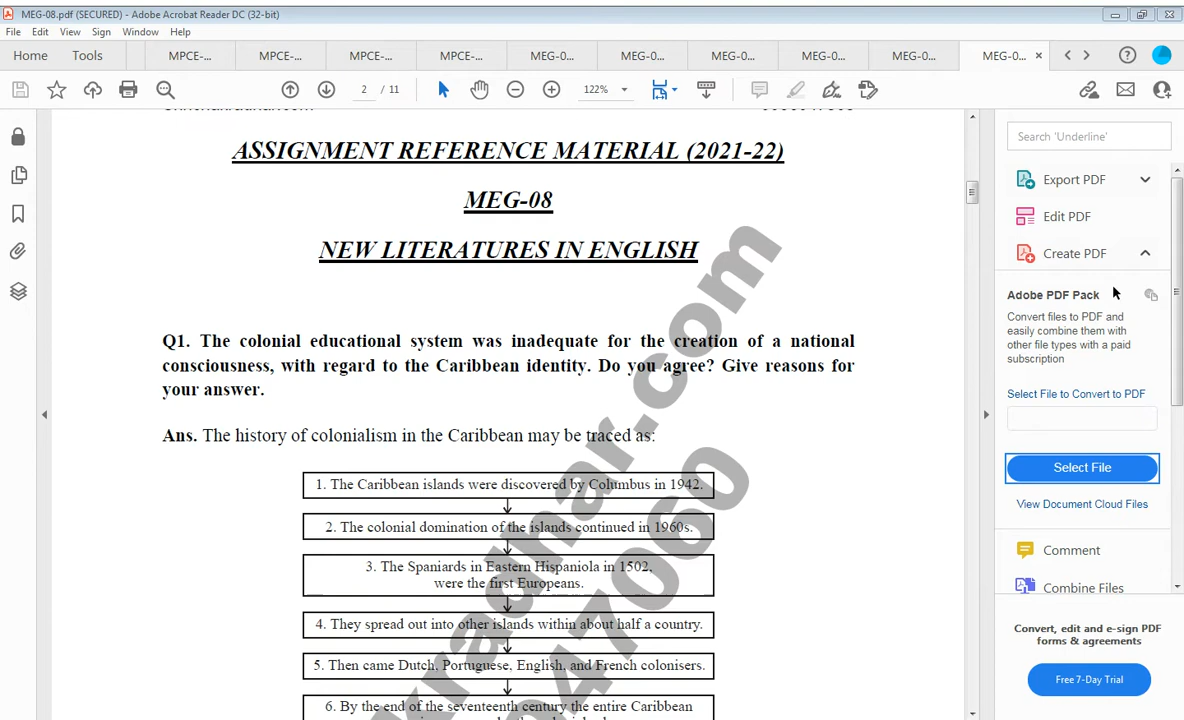 MEG-08.pdf (SECURED) - Adobe Acrobat Reader DC (32-bit)
File Edit View Sign Window Help
Home Tools MPCE-... MPCE-... MPCE-... MPCE-... MEG-0... MEG-0... MEG-0... MEG-0... MEG-0... MEG-0...
2 / 11 122%
ASSIGNMENT REFERENCE MATERIAL (2021-22)
MEG-08
NEW LITERATURES IN ENGLISH
Q1. The colonial educational system was inadequate for the creation of a national
consciousness, with regard to the Caribbean identity. Do you agree? Give reasons for
your answer.
Ans. The history of colonialism in the Caribbean may be traced as:
1. The Caribbean islands were discovered by Columbus in 1942.
2. The colonial domination of the islands continued in 1960s.
3. The Spaniards in Eastern Hispaniola in 1502,
were the first Europeans.
4. They spread out into other islands within about half a country.
5. Then came Dutch, Portuguese, English, and French colonisers.
6. By the end of the seventeenth century the entire Caribbean
kradhar.com
047060
Search 'Underline'
Export PDF
Edit PDF
Create PDF
Adobe PDF Pack
Convert files to PDF and
easily combine them with
other file types with a paid
subscription
Select File to Convert to PDF
Select File
View Document Cloud Files
Comment
Combine Files
Convert, edit and e-sign PDF
forms & agreements
Free 7-Day Trial